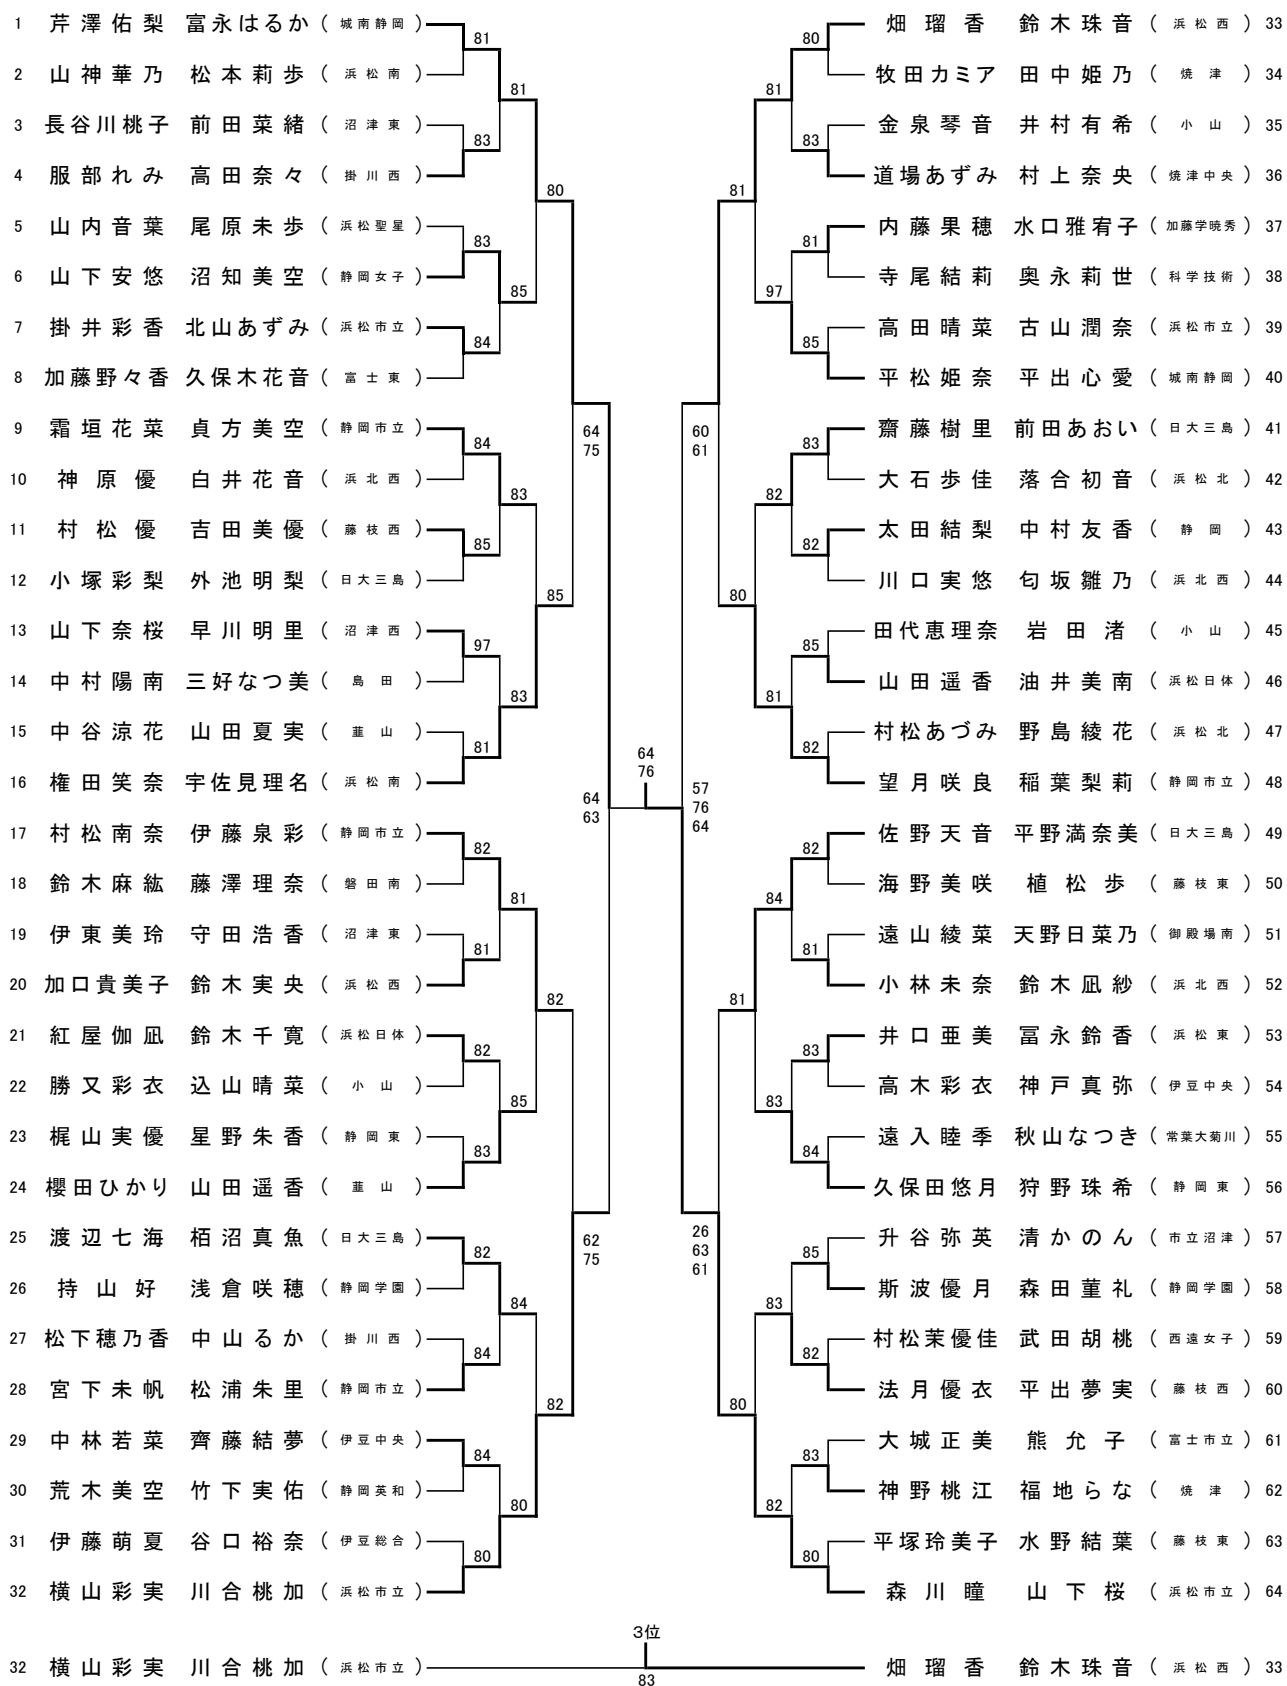 1 芹澤佑梨 富永はるか (城南静岡)
2 山神華乃 松本莉歩 (浜松南)
3 長谷川桃子 前田菜緒 (沼津東)
4 服部れみ 高田奈々 (掛川西)
5 山内音葉 尾原未歩 (浜松聖星)
6 山下安悠 沼知美空 (静岡女子)
7 掛井彩香 北山あずみ (浜松市立)
8 加藤野々香 久保木花音 (富士東)
9 霜垣花菜 貞方美空 (静岡市立)
10 神原優 白井花音 (浜北西)
11 村松優 吉田美優 (藤枝西)
12 小塚彩梨 外池明梨 (日大三島)
13 山下奈桜 早川明里 (沼津西)
14 中村陽南 三好なつ美 (島田)
15 中谷涼花 山田夏実 (韮山)
16 権田笑奈 宇佐見理名 (浜松南)
17 村松南奈 伊藤泉彩 (静岡市立)
18 鈴木麻紘 藤澤理奈 (磐田南)
19 伊東美玲 守田浩香 (沼津東)
20 加口貴美子 鈴木実央 (浜松西)
21 紅屋伽凪 鈴木千寛 (浜松日体)
22 勝又彩衣 込山晴菜 (小山)
23 梶山実優 星野朱香 (静岡東)
24 櫻田ひかり 山田遥香 (韮山)
25 渡辺七海 栢沼真魚 (日大三島)
26 持山好 浅倉咲穂 (静岡学園)
27 松下穂乃香 中山るか (掛川西)
28 宮下未帆 松浦朱里 (静岡市立)
29 中林若菜 齊藤結夢 (伊豆中央)
30 荒木美空 竹下実佑 (静岡英和)
31 伊藤萌夏 谷口裕奈 (伊豆総合)
32 横山彩実 川合桃加 (浜松市立)
81
83
83
84
84
85
97
81
82
81
82
83
82
84
84
80
81
85
83
83
81
85
84
80
80
85
82
82
64
75
62
75
64
63
64
76
57
76
64
60
61
26
63
61
81
80
81
80
81
97
82
81
84
83
83
82
80
83
81
85
83
82
85
82
82
81
83
84
85
82
83
80
畑瑠香 鈴木珠音 (浜松西) 33
牧田カミア 田中姫乃 (焼津) 34
金泉琴音 井村有希 (小山) 35
道場あずみ 村上奈央 (焼津中央) 36
内藤果穂 水口雅宥子 (加藤学暁秀) 37
寺尾結莉 奥永莉世 (科学技術) 38
高田晴菜 古山潤奈 (浜松市立) 39
平松姫奈 平出心愛 (城南静岡) 40
齋藤樹里 前田あおい (日大三島) 41
大石歩佳 落合初音 (浜松北) 42
太田結梨 中村友香 (静岡) 43
川口実悠 匂坂雛乃 (浜北西) 44
田代恵理奈 岩田渚 (小山) 45
山田遥香 油井美南 (浜松日体) 46
村松あづみ 野島綾花 (浜松北) 47
望月咲良 稲葉梨莉 (静岡市立) 48
佐野天音 平野満奈美 (日大三島) 49
海野美咲 植松歩 (藤枝東) 50
遠山綾菜 天野日菜乃 (御殿場南) 51
小林未奈 鈴木凪紗 (浜北西) 52
井口亜美 冨永鈴香 (浜松東) 53
高木彩衣 神戸真弥 (伊豆中央) 54
遠入睦季 秋山なつき (常葉大菊川) 55
久保田悠月 狩野珠希 (静岡東) 56
升谷弥英 清かのん (市立沼津) 57
斯波優月 森田菫礼 (静岡学園) 58
村松茉優佳 武田胡桃 (西遠女子) 59
法月優衣 平出夢実 (藤枝西) 60
大城正美 熊允子 (富士市立) 61
神野桃江 福地らな (焼津) 62
平塚玲美子 水野結葉 (藤枝東) 63
森川瞳 山下桜 (浜松市立) 64
3位
32 横山彩実 川合桃加 (浜松市立) 畑瑠香 鈴木珠音 (浜松西) 33
83